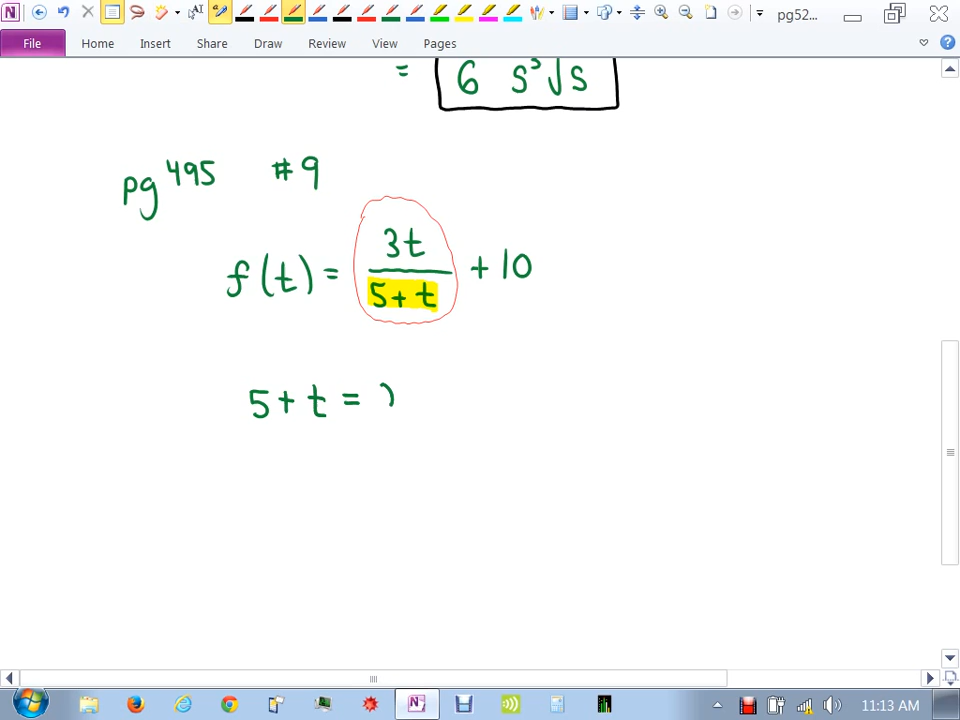 pg52...
File Home Insert Share Draw Review View Pages
= 6 s³√s
pg 495 #9
f(t) = 3t / 5+t + 10
5+t =
11:13 AM